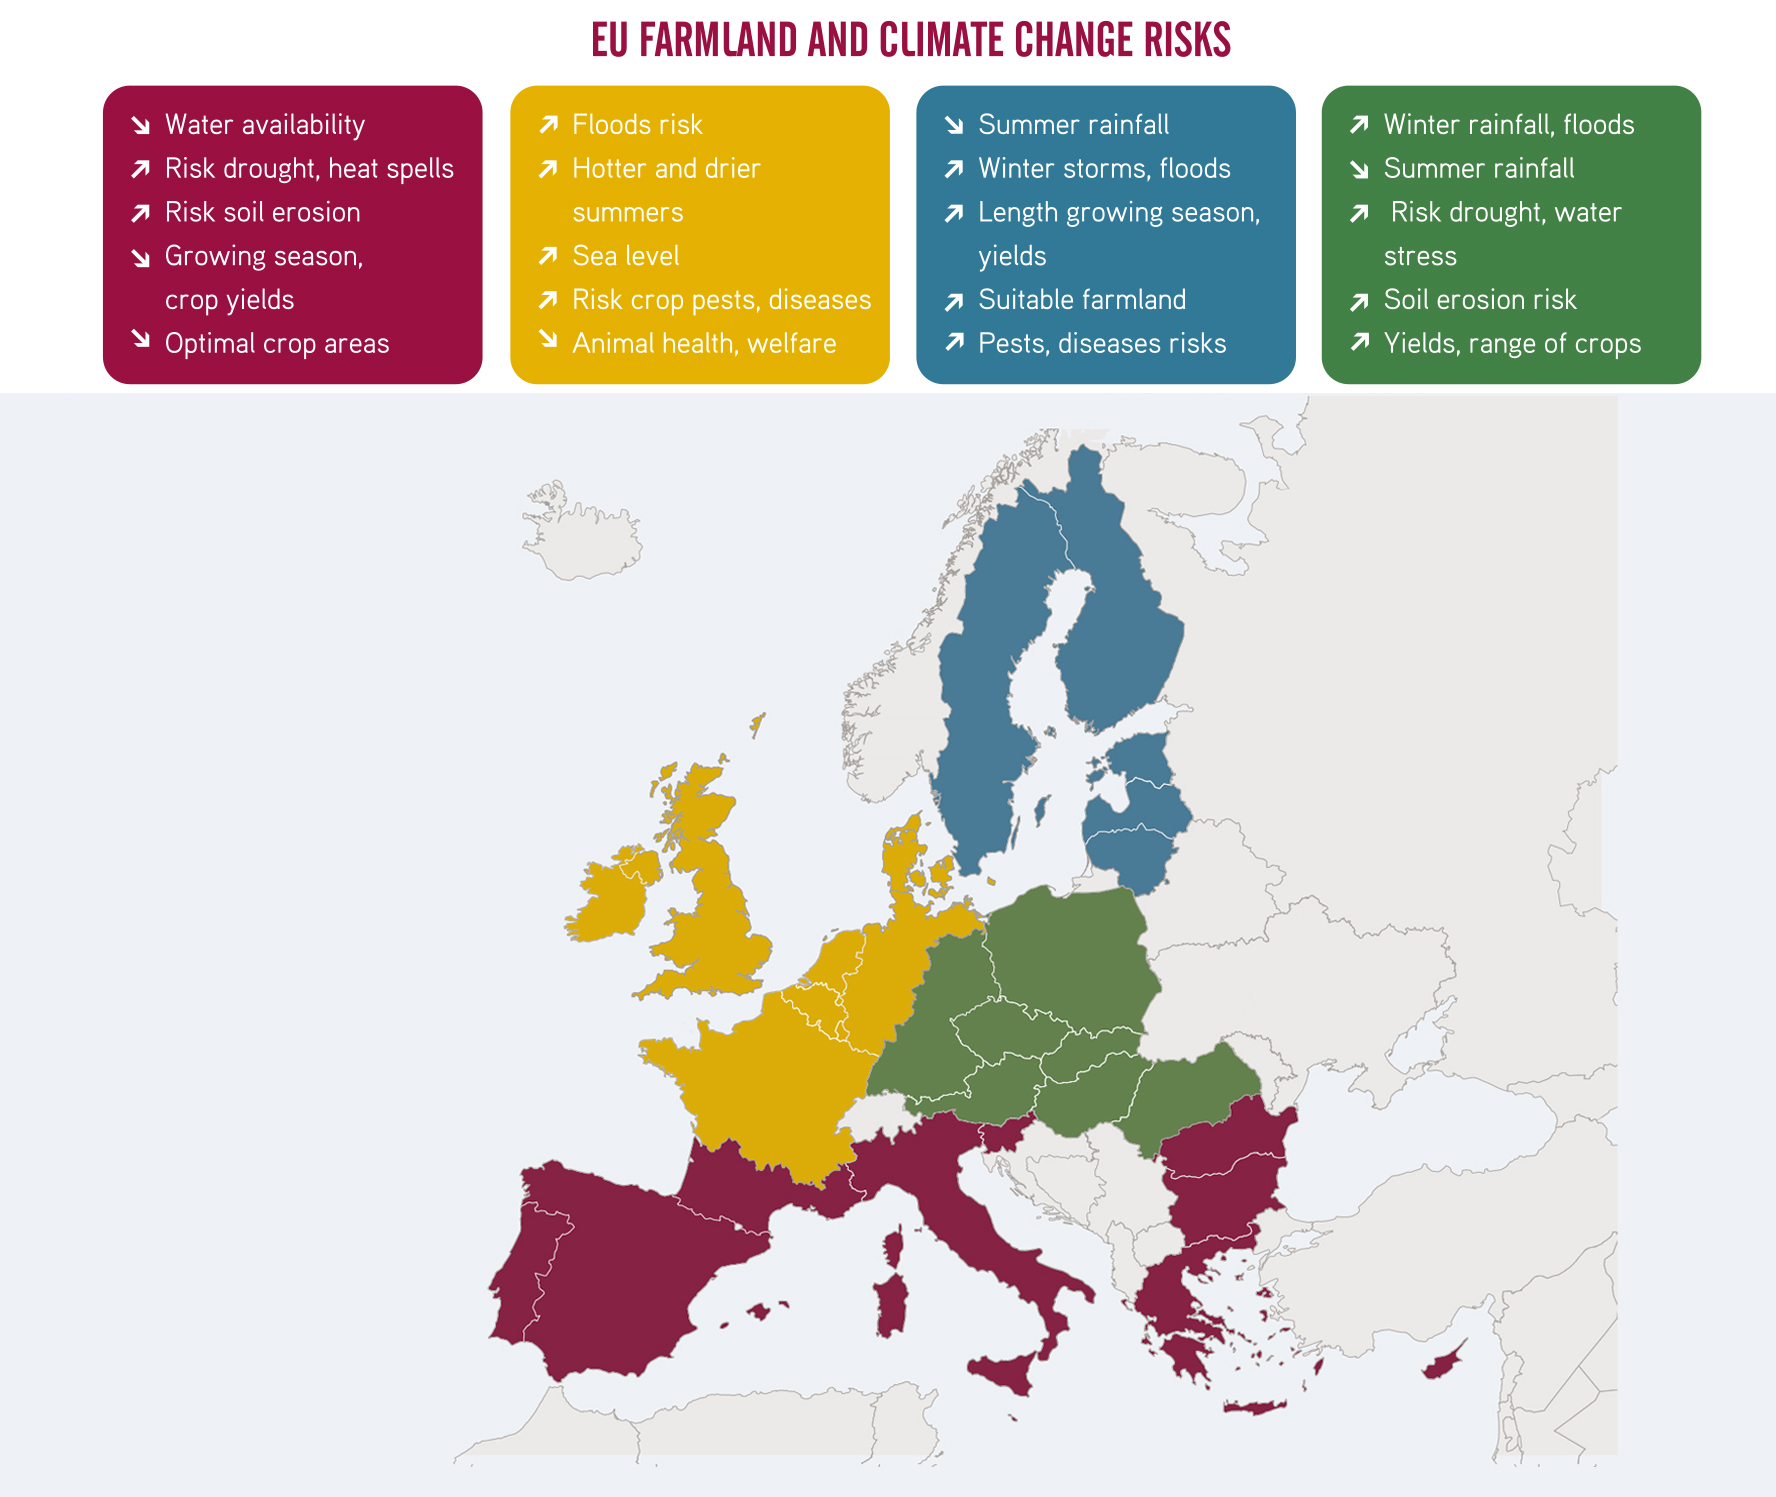 EU FARMLAND AND CLIMATE CHANGE RISKS
↘ Water availability
↗ Risk drought, heat spells
↗ Risk soil erosion
↘ Growing season,
crop yields
↘ Optimal crop areas
↗ Floods risk
↗ Hotter and drier
summers
↗ Sea level
↗ Risk crop pests, diseases
↘ Animal health, welfare
↘ Summer rainfall
↗ Winter storms, floods
↗ Length growing season,
yields
↗ Suitable farmland
↗ Pests, diseases risks
↗ Winter rainfall, floods
↘ Summer rainfall
↗ Risk drought, water
stress
↗ Soil erosion risk
↗ Yields, range of crops